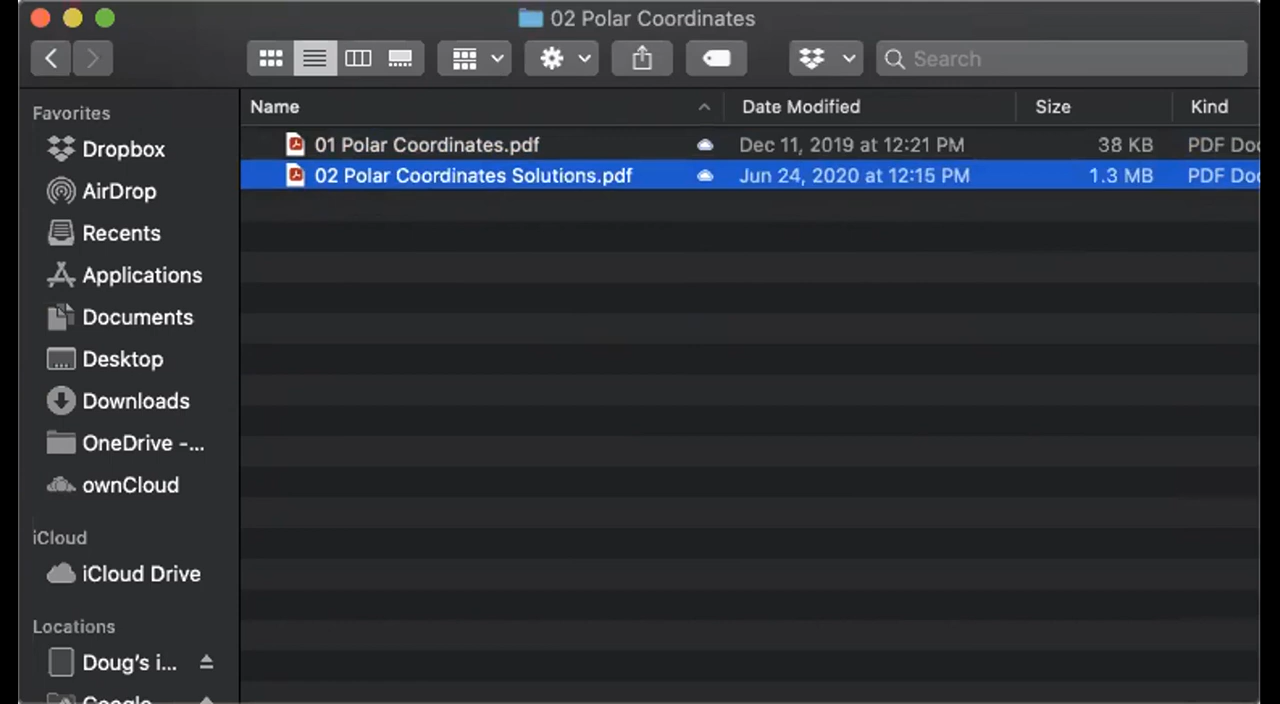 02 Polar Coordinates
Search
Favorites
Dropbox
AirDrop
Recents
Applications
Documents
Desktop
Downloads
OneDrive -...
ownCloud
iCloud
iCloud Drive
Locations
Doug's i...
Google
Name Date Modified Size Kind
01 Polar Coordinates.pdf Dec 11, 2019 at 12:21 PM 38 KB PDF Doc
02 Polar Coordinates Solutions.pdf Jun 24, 2020 at 12:15 PM 1.3 MB PDF Doc